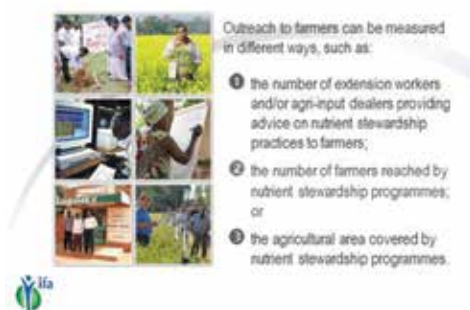 Outreach to farmers can be measured
in different ways, such as:
1 the number of extension workers
and/or agri-input dealers providing
advice on nutrient stewardship
practices to farmers;
2 the number of farmers reached by
nutrient stewardship programmes;
or
3 the agricultural area covered by
nutrient stewardship programmes.
ifa